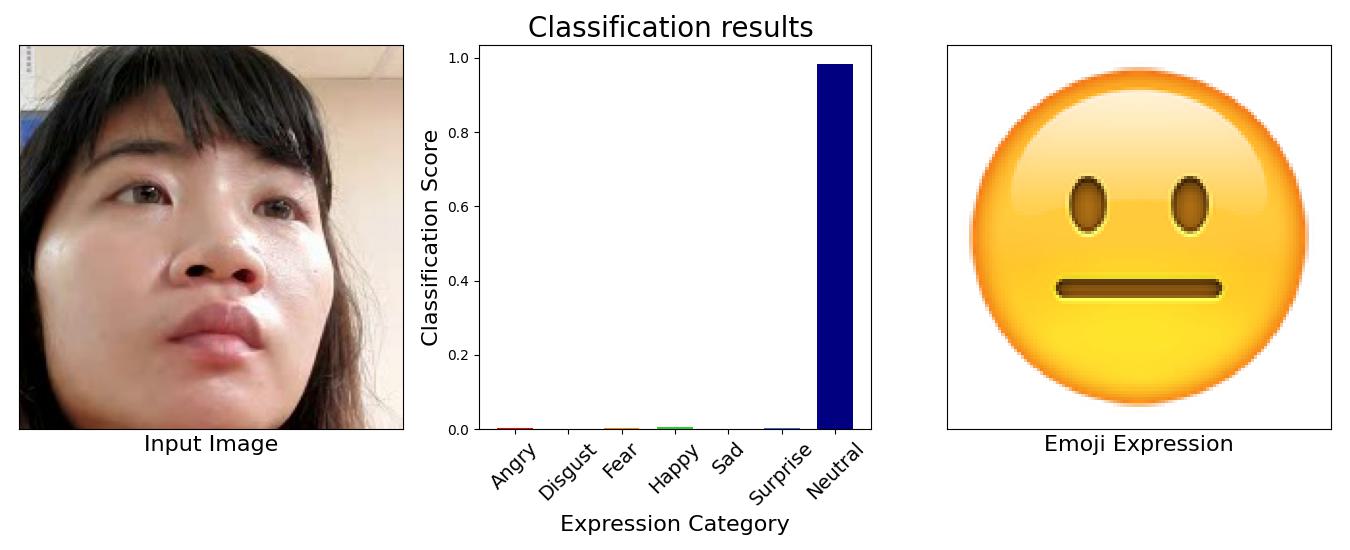 Classification results
1.0
0.8
0.6
0.4
0.2
0.0
Classification Score
Angry
Disgust
Fear
Happy
Sad
Surprise
Neutral
Expression Category
Input Image
Emoji Expression